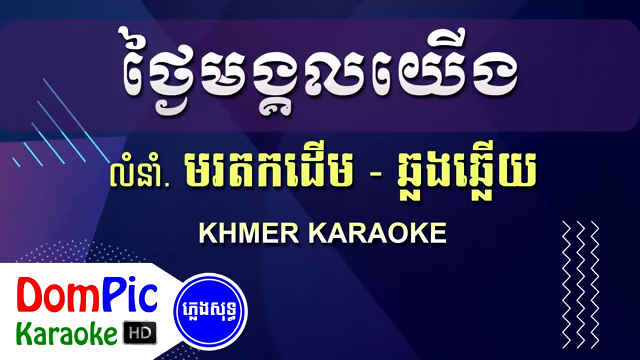 ថ្ងៃមង្គលយើង
លំនាំ. មរតកដើម - ឆ្លងឆ្លើយ
KHMER KARAOKE
DomPic
Karaoke HD
ភ្លេងសុទ្ធ